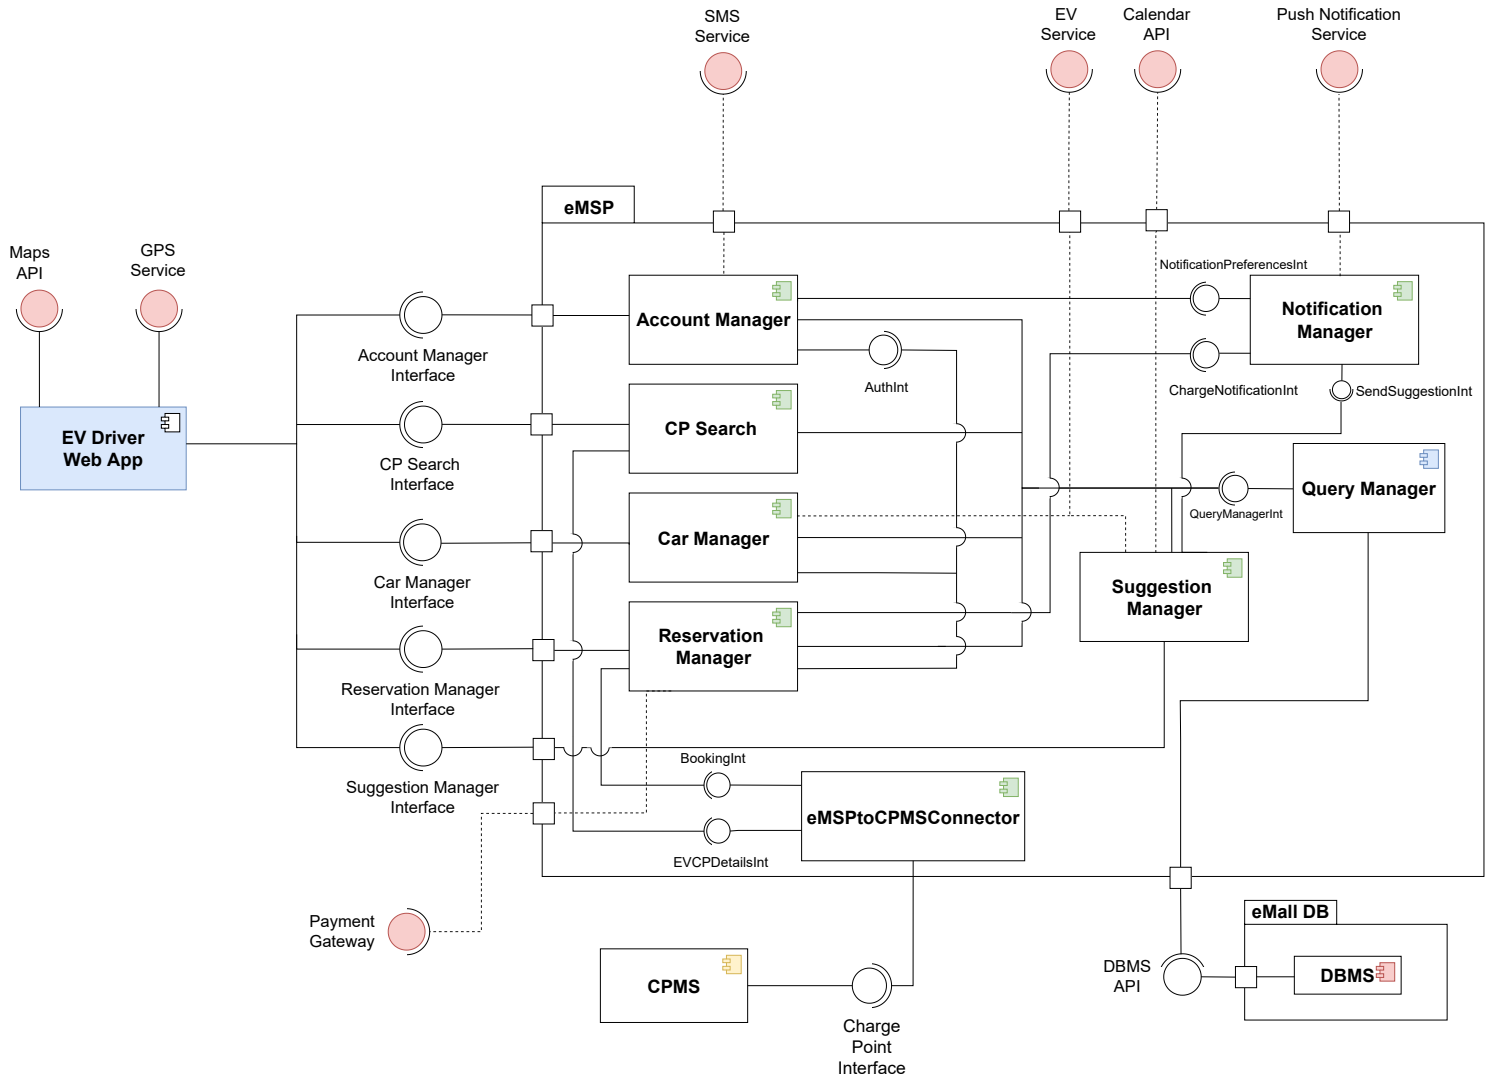 SMS
Service
EV
Service
Calendar
API
Push Notification
Service
eMSP
Maps
API
GPS
Service
NotificationPreferencesInt
Account Manager
Notification
Manager
Account Manager
Interface
AuthInt
ChargeNotificationInt
SendSuggestionInt
EV Driver
Web App
CP Search
CP Search
Interface
Query Manager
QueryManagerInt
Car Manager
Car Manager
Interface
Suggestion
Manager
Reservation
Manager
Reservation Manager
Interface
Suggestion Manager
Interface
BookingInt
eMSPtoCPMSConnector
EVCPDetailsInt
Payment
Gateway
eMall DB
CPMS
DBMS
API
DBMS
Charge
Point
Interface